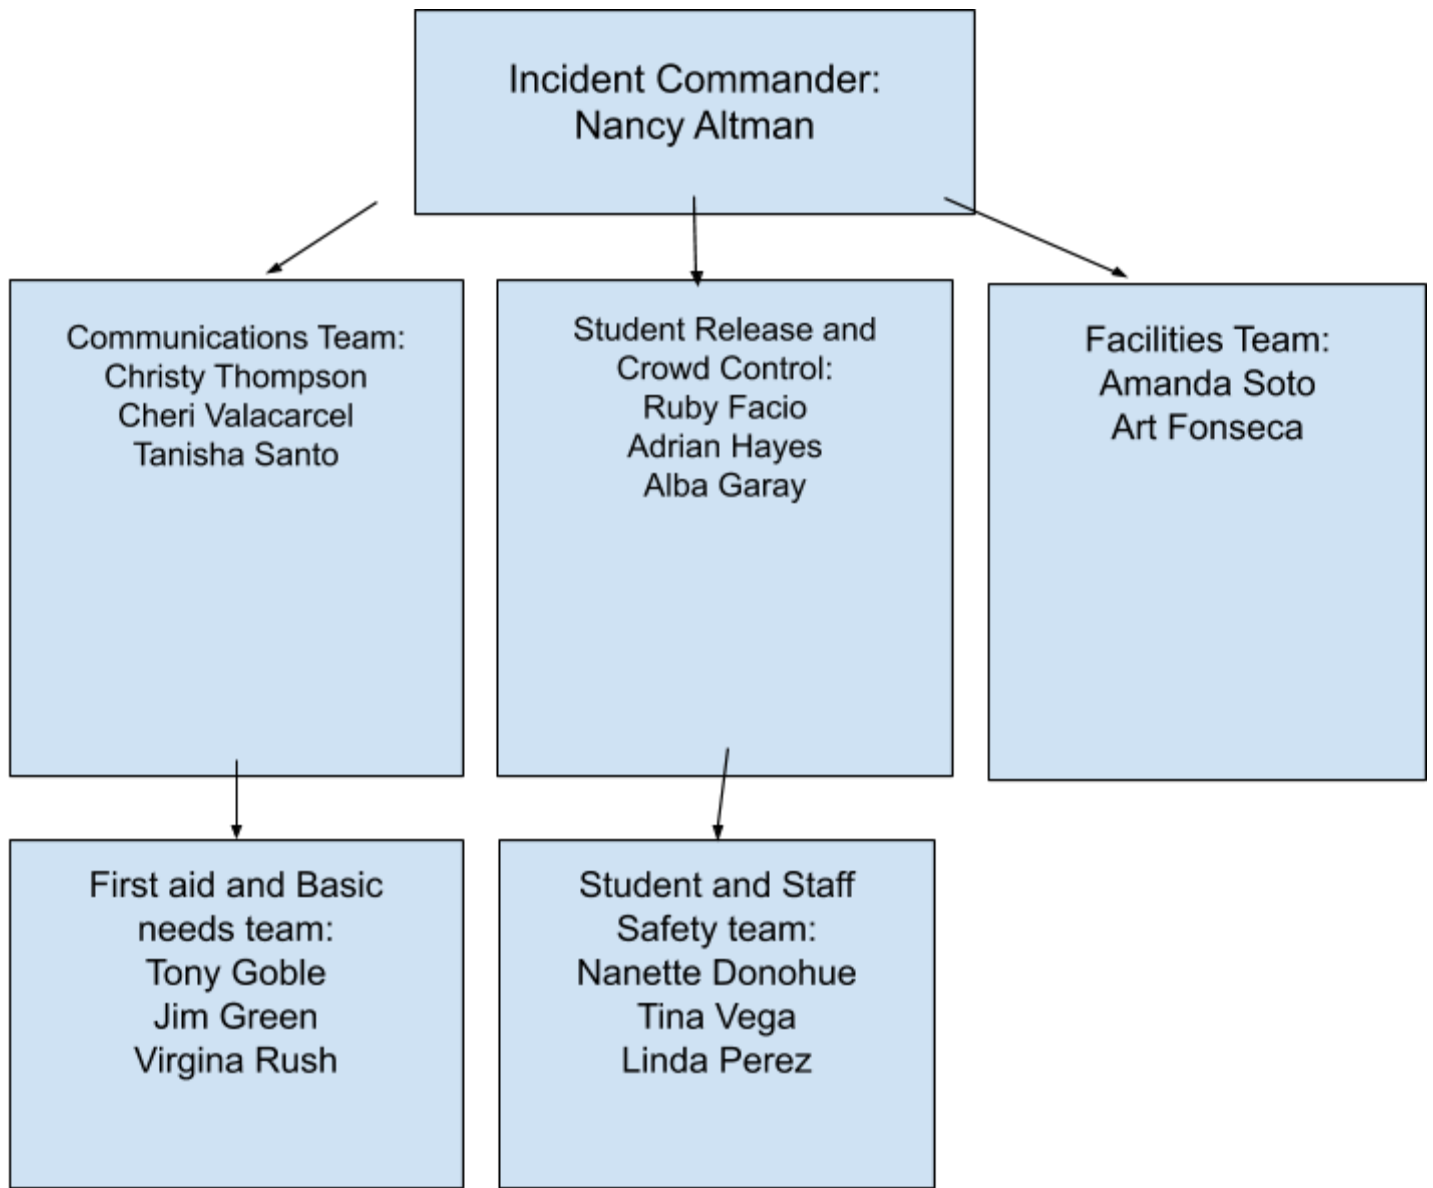 Incident Commander:
Nancy Altman
Communications Team:
Christy Thompson
Cheri Valacarcel
Tanisha Santo
Student Release and
Crowd Control:
Ruby Facio
Adrian Hayes
Alba Garay
Facilities Team:
Amanda Soto
Art Fonseca
First aid and Basic
needs team:
Tony Goble
Jim Green
Virgina Rush
Student and Staff
Safety team:
Nanette Donohue
Tina Vega
Linda Perez